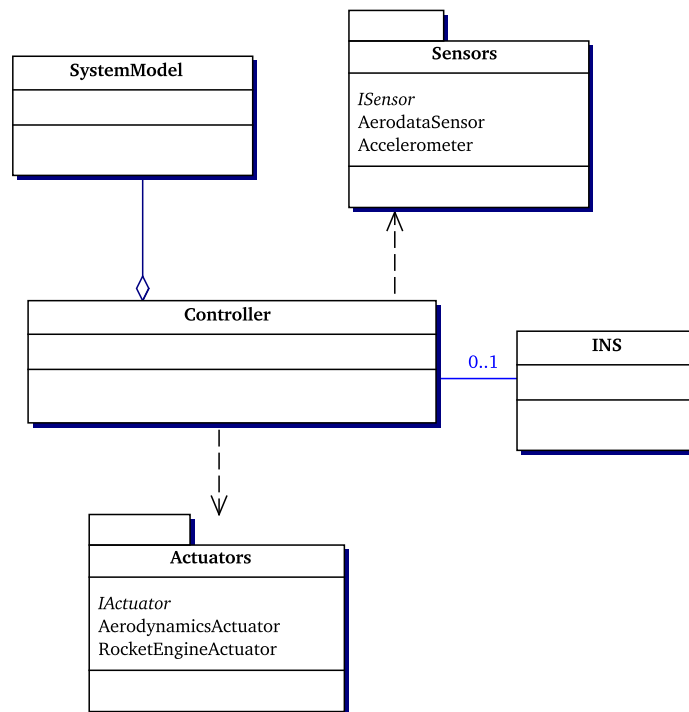 SystemModel
Sensors
ISensor
AerodataSensor
Accelerometer
Controller
0..1
INS
Actuators
IActuator
AerodynamicsActuator
RocketEngineActuator